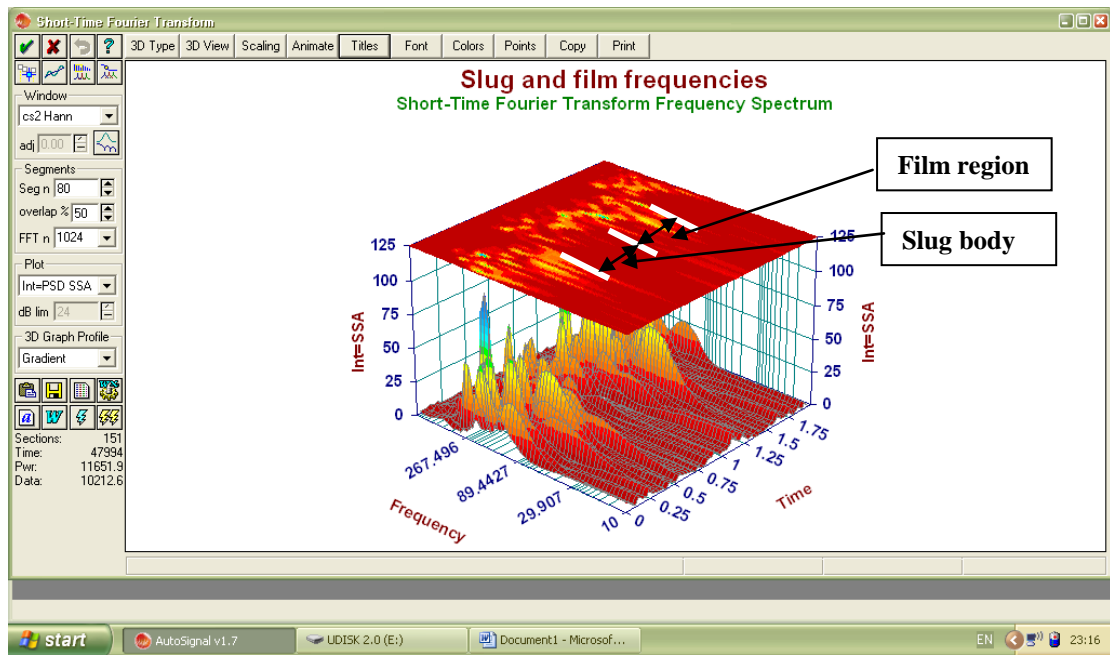 Short-Time Fourier Transform
3D Type 3D View Scaling Animate Titles Font Colors Points Copy Print
Window
cs2 Hann
adj 0.00
Segments
Seg n 80
overlap % 50
FFT n 1024
Plot
Int=PSD SSA
dB lim 24
3D Graph Profile
Gradient
Sections: 151
Time: 47994
Pwr: 11651.9
Data: 10212.6
Slug and film frequencies
Short-Time Fourier Transform Frequency Spectrum
Film region
Slug body
125
100
75
50
25
0
Int=SSA
125
100
75
50
25
0
Int=SSA
267.496
89.4427
29.907
10
Frequency
0
0.25
0.5
0.75
1
1.25
1.5
1.75
Time
start
AutoSignal v1.7
UDISK 2.0 (E:)
Document1 - Microsof...
EN
23:16